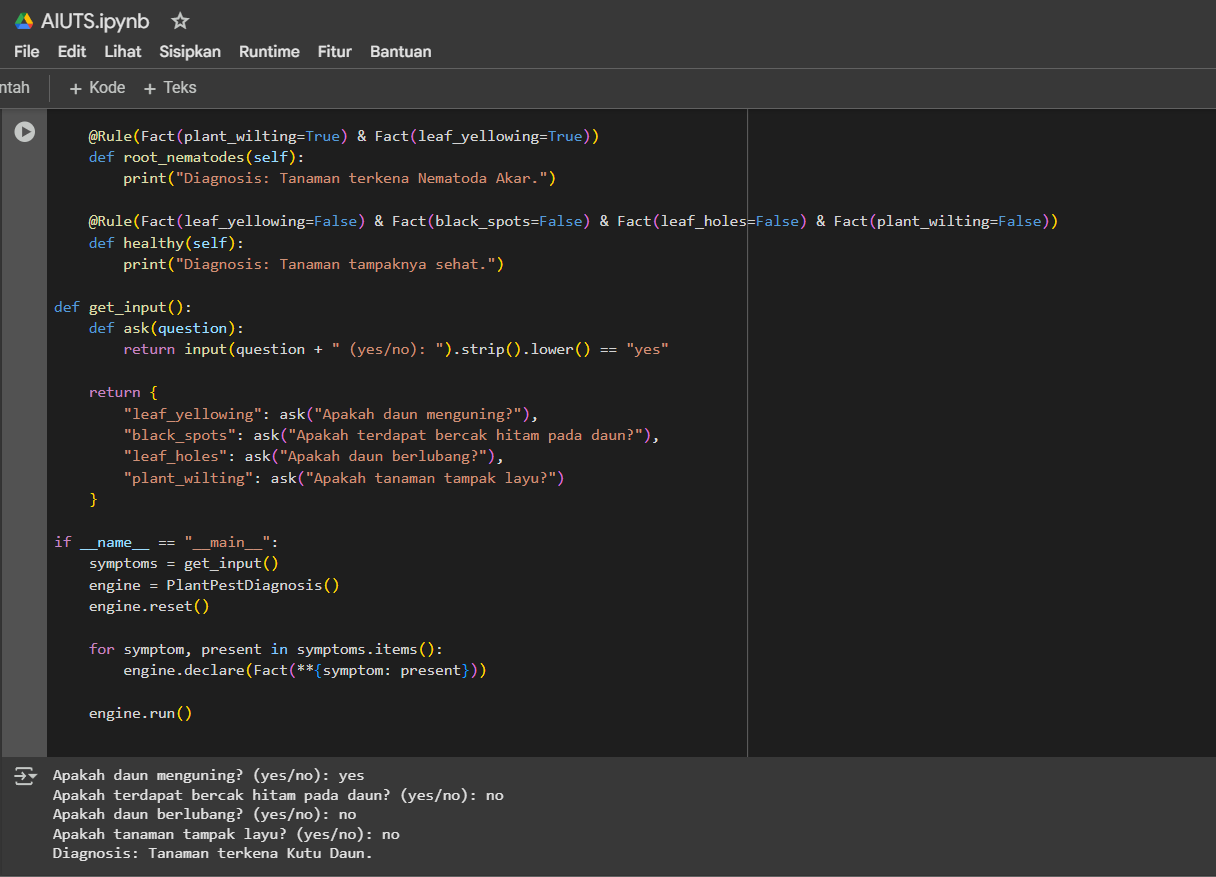 AIUTS.ipynb
File Edit Lihat Sisipkan Runtime Fitur Bantuan
ntah + Kode + Teks
@Rule(Fact(plant_wilting=True) & Fact(leaf_yellowing=True))
def root_nematodes(self):
print("Diagnosis: Tanaman terkena Nematoda Akar.")
@Rule(Fact(leaf_yellowing=False) & Fact(black_spots=False) & Fact(leaf_holes=False) & Fact(plant_wilting=False))
def healthy(self):
print("Diagnosis: Tanaman tampaknya sehat.")
def get_input():
def ask(question):
return input(question + " (yes/no): ").strip().lower() == "yes"
return {
"leaf_yellowing": ask("Apakah daun menguning?"),
"black_spots": ask("Apakah terdapat bercak hitam pada daun?"),
"leaf_holes": ask("Apakah daun berlubang?"),
"plant_wilting": ask("Apakah tanaman tampak layu?")
}
if __name__ == "__main__":
symptoms = get_input()
engine = PlantPestDiagnosis()
engine.reset()
for symptom, present in symptoms.items():
engine.declare(Fact(**{symptom: present}))
engine.run()
Apakah daun menguning? (yes/no): yes
Apakah terdapat bercak hitam pada daun? (yes/no): no
Apakah daun berlubang? (yes/no): no
Apakah tanaman tampak layu? (yes/no): no
Diagnosis: Tanaman terkena Kutu Daun.